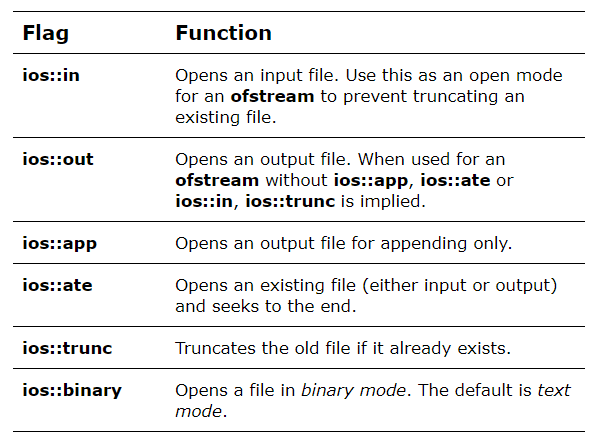 Flag Function
ios::in Opens an input file. Use this as an open mode
for an ofstream to prevent truncating an
existing file.
ios::out Opens an output file. When used for an
ofstream without ios::app, ios::ate or
ios::in, ios::trunc is implied.
ios::app Opens an output file for appending only.
ios::ate Opens an existing file (either input or output)
and seeks to the end.
ios::trunc Truncates the old file if it already exists.
ios::binary Opens a file in binary mode. The default is text
mode.